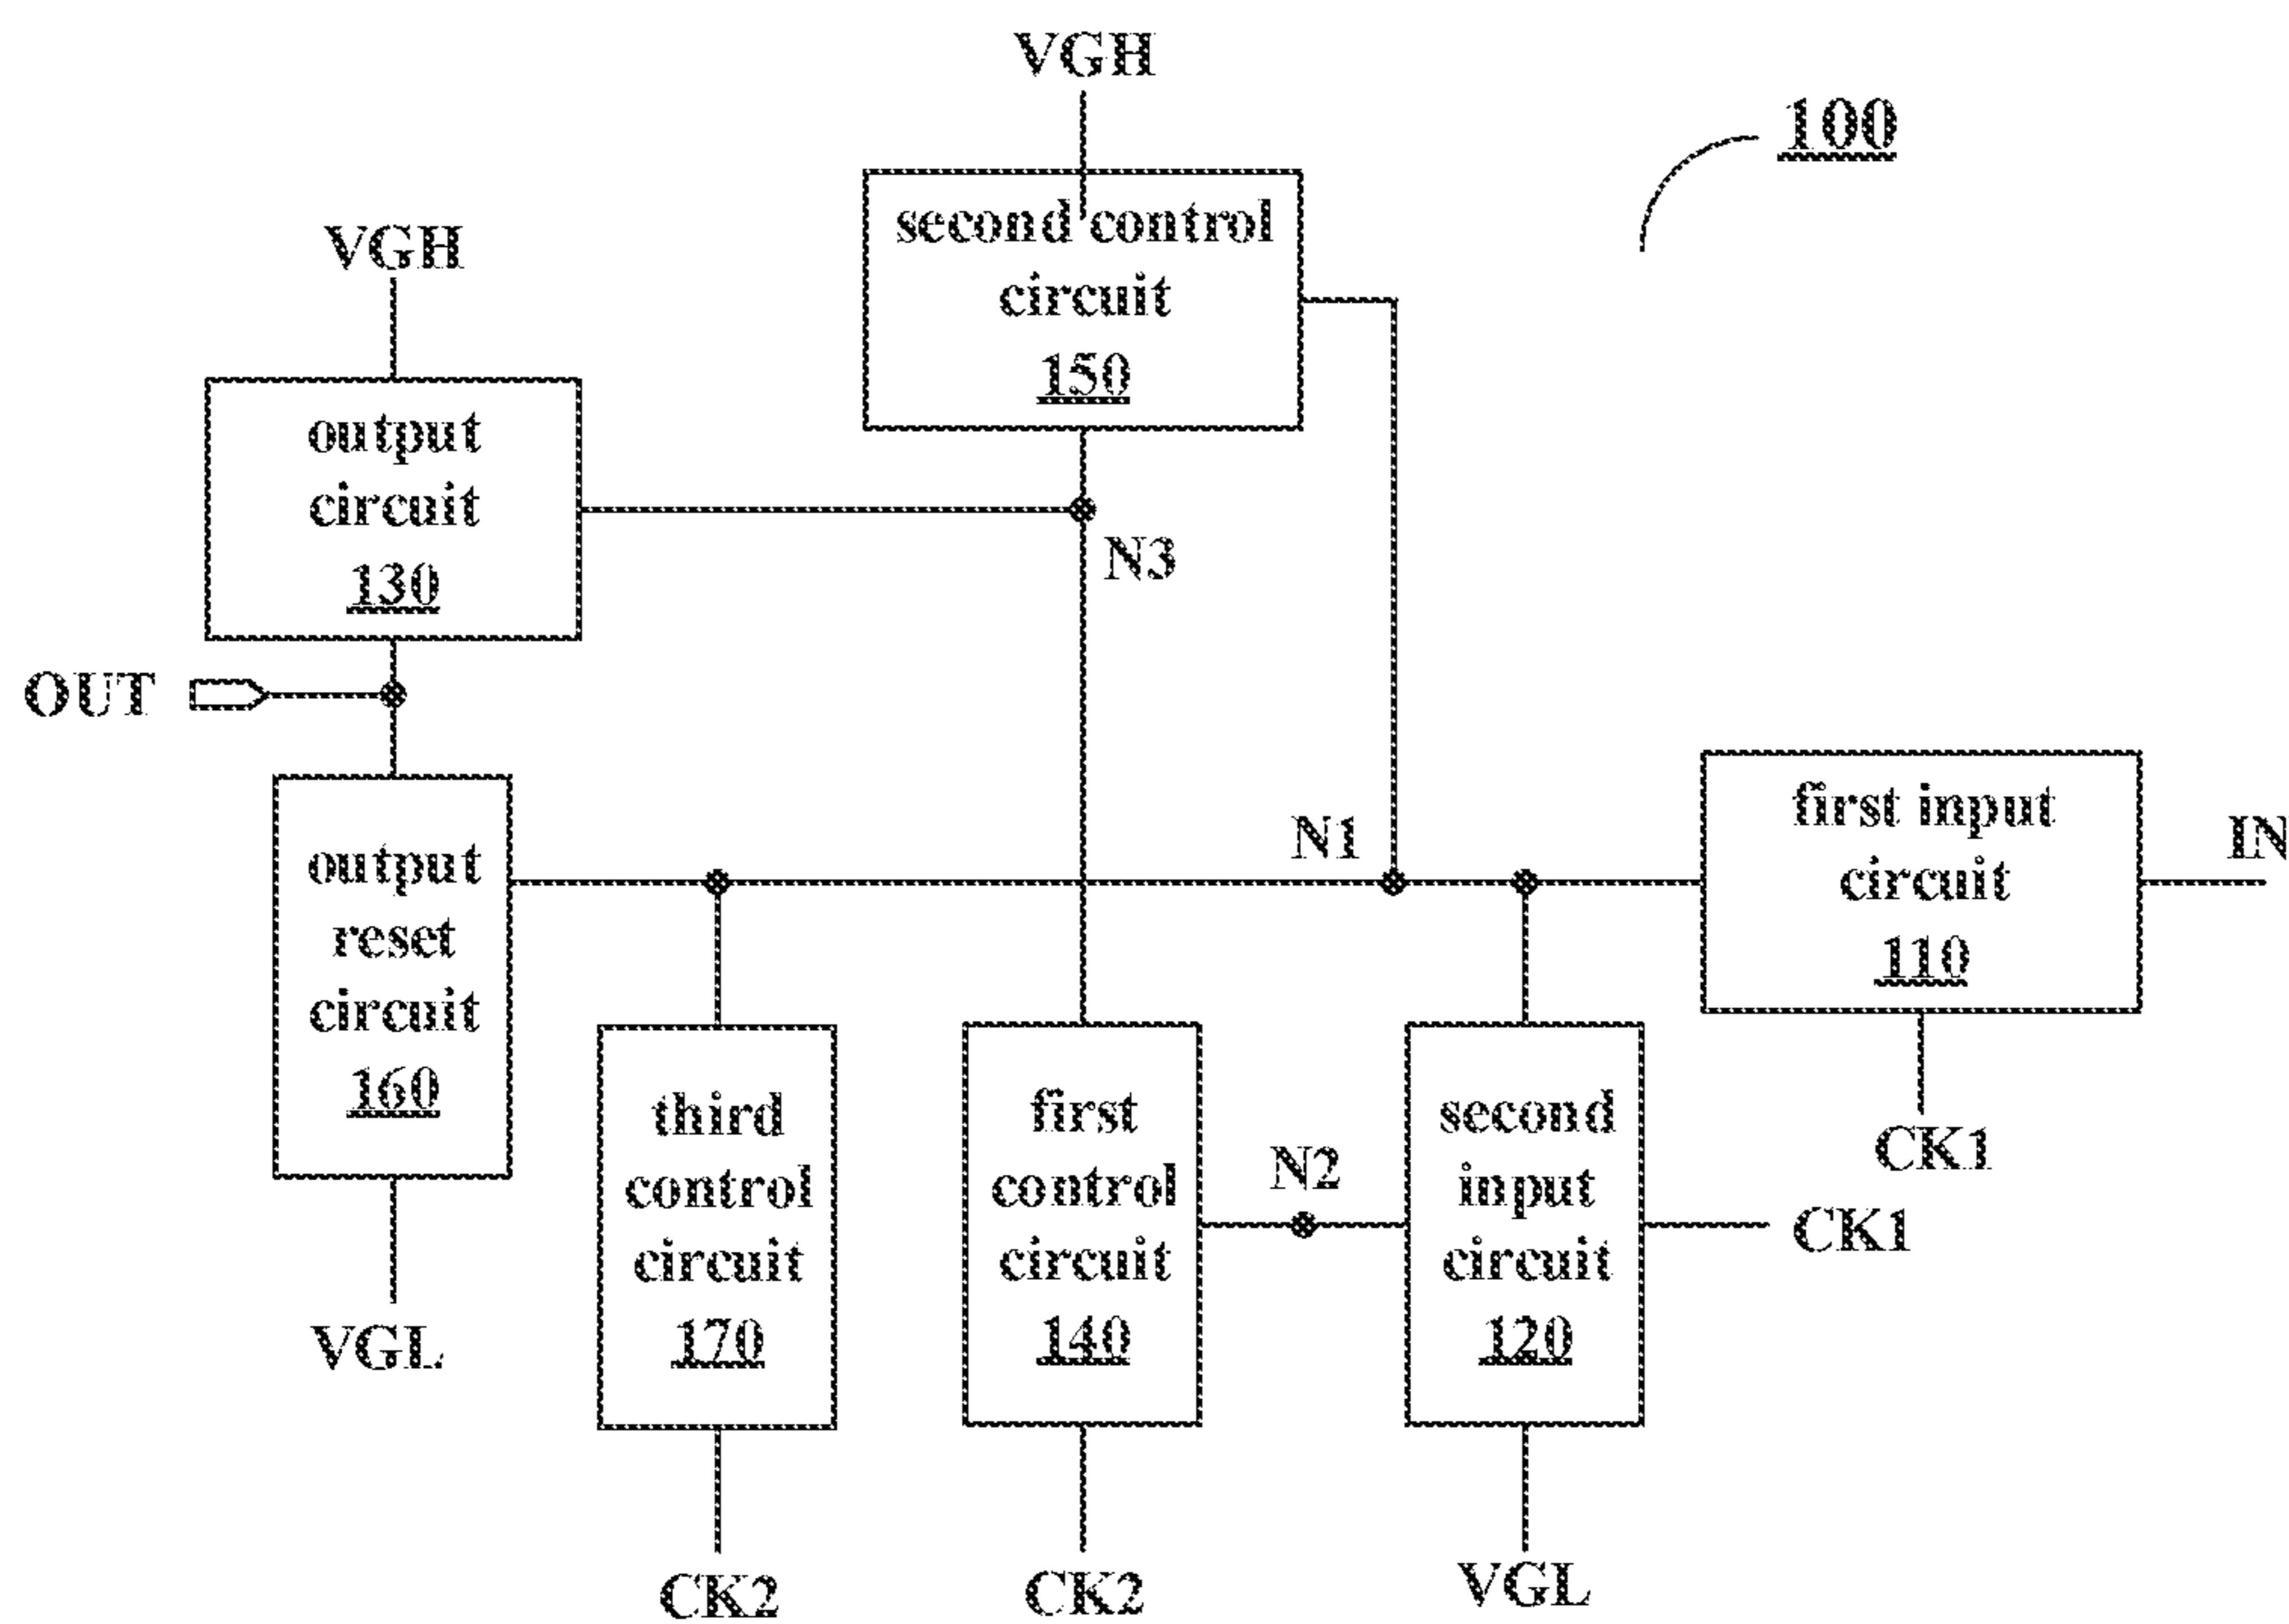 VGH
100
second control
circuit
150
VGH
output
circuit
130
N3
OUT
first input
circuit
110
IN
N1
output
reset
circuit
160
third
control
circuit
170
first
control
circuit
140
N2
second
input
circuit
120
CK1
CK1
VGL
CK2
CK2
VGL